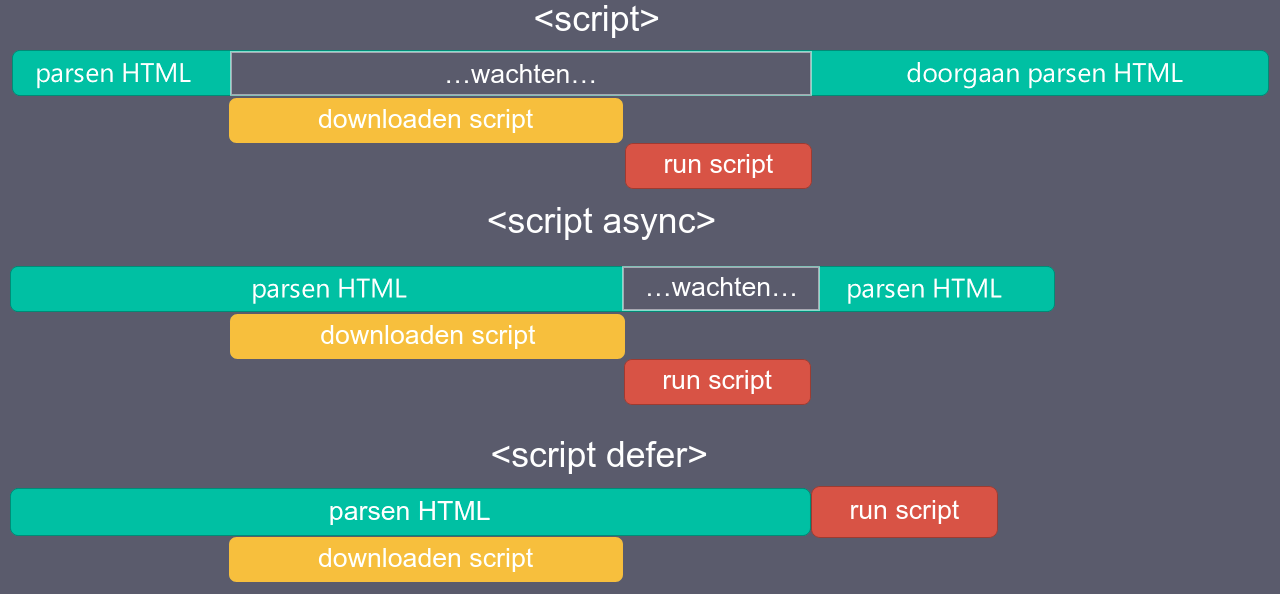 <script>
parsen HTML
…wachten…
doorgaan parsen HTML
downloaden script
run script
<script async>
parsen HTML
…wachten…
parsen HTML
downloaden script
run script
<script defer>
parsen HTML
run script
downloaden script